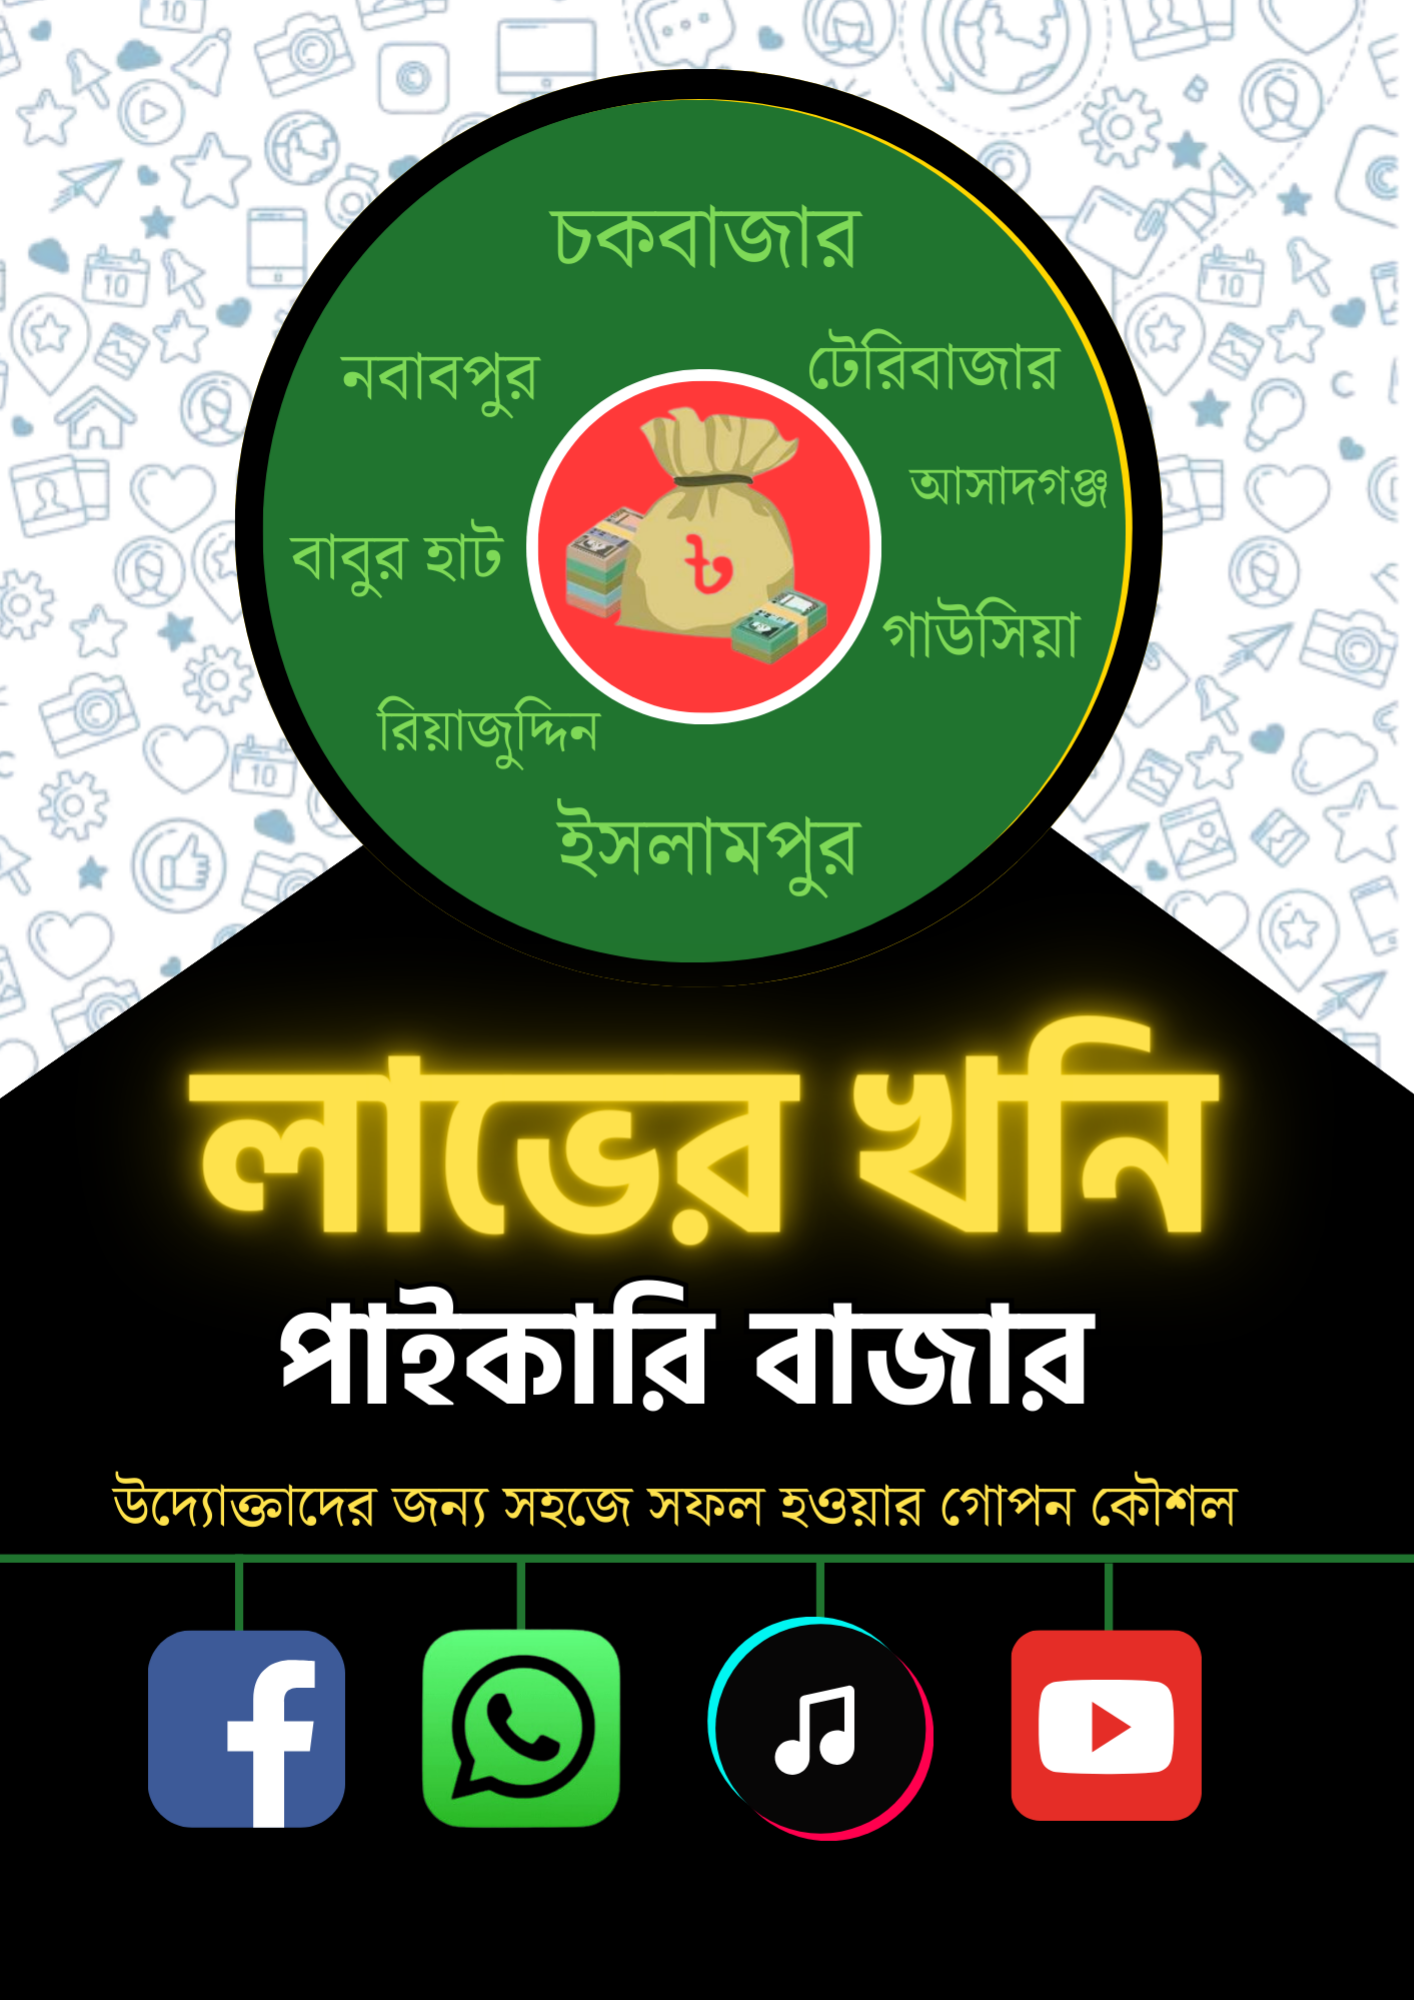 চকবাজার
নবাবপুর
টেরিবাজার
আসাদগঞ্জ
বাবুর হাট
৳
গাউসিয়া
রিয়াজুদ্দিন
ইসলামপুর
লাভের খনি
পাইকারি বাজার
উদ্যোক্তাদের জন্য সহজে সফল হওয়ার গোপন কৌশল